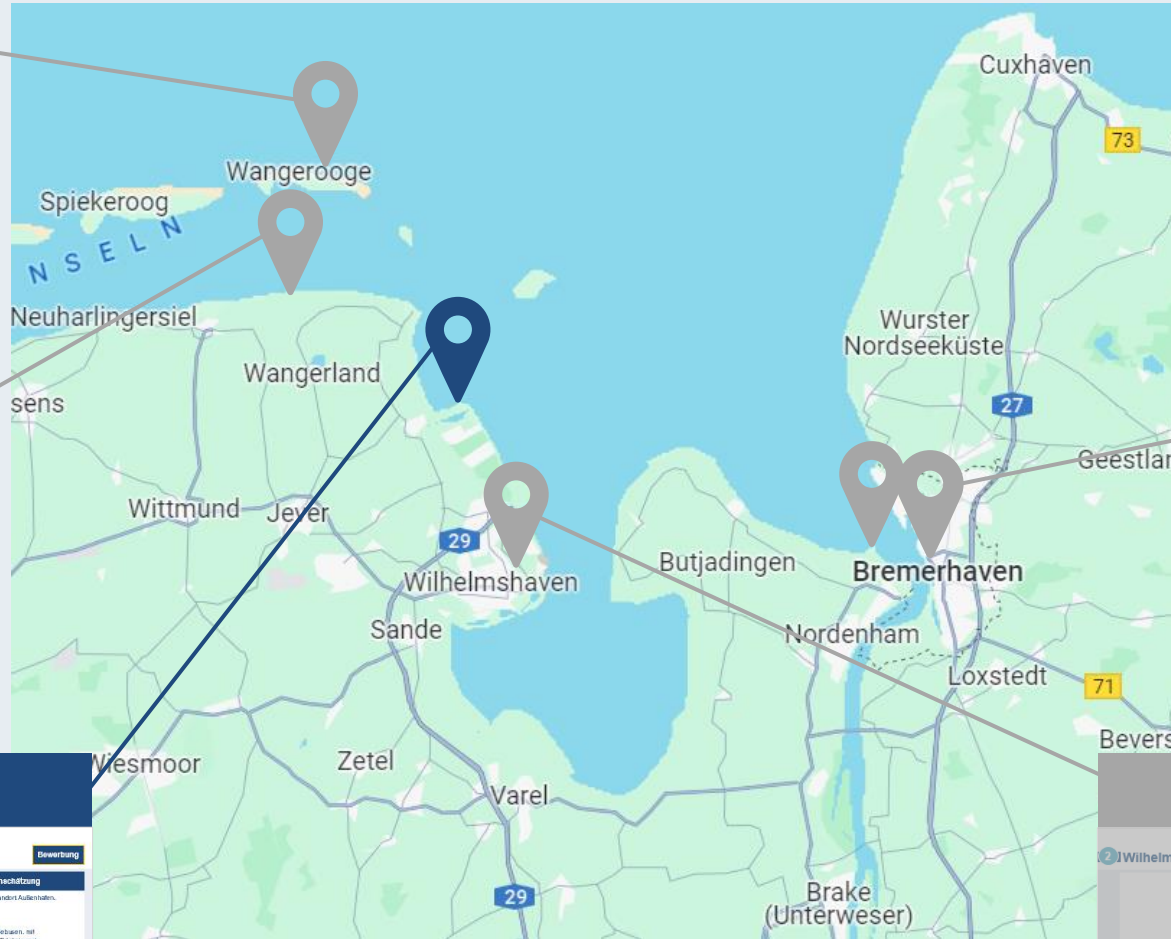 Cuxhaven
73
Wangerooge
Spiekeroog
N S E L N
Neuharlingersiel
Wurster
Nordseeküste
Wangerland
sens
27
Geestlar
Wittmund
Jever
29
Butjadingen
Bremerhaven
Wilhelmshaven
Sande
Nordenham
Loxstedt
71
Bevers
Wiesmoor
Zetel
Varel
Bewerbung
2
Wilhelm
29
Brake
(Unterweser)